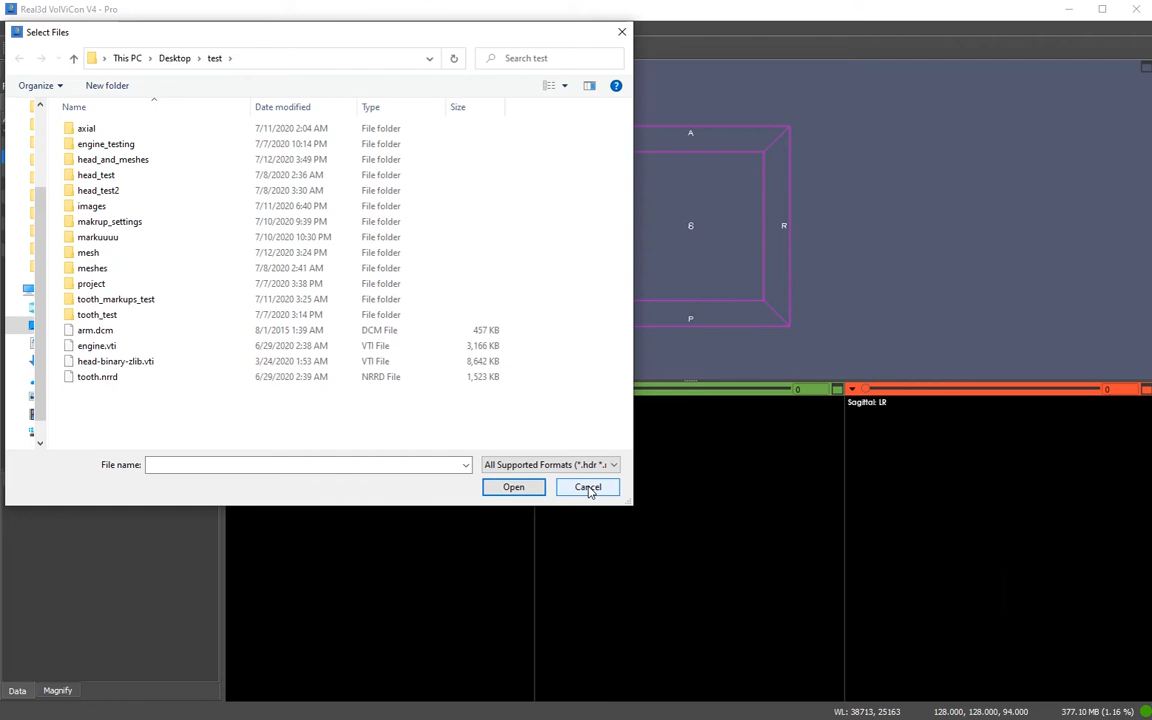 Real3d VolViCon V4 - Pro
Select Files
This PC > Desktop > test >
Search test
Organize
New folder
Name Date modified Type Size
axial 7/11/2020 2:04 AM File folder
engine_testing 7/7/2020 10:14 PM File folder
head_and_meshes 7/12/2020 3:49 PM File folder
head_test 7/8/2020 2:36 AM File folder
head_test2 7/8/2020 3:30 AM File folder
images 7/11/2020 6:40 PM File folder
makrup_settings 7/10/2020 9:39 PM File folder
markuuuu 7/10/2020 10:30 PM File folder
mesh 7/12/2020 3:24 PM File folder
meshes 7/8/2020 2:41 AM File folder
project 7/7/2020 3:38 PM File folder
tooth_markups_test 7/11/2020 3:25 AM File folder
tooth_test 7/7/2020 3:14 PM File folder
arm.dcm 8/1/2015 1:39 AM DCM File 457 KB
engine.vti 6/29/2020 2:38 AM VTI File 3,166 KB
head-binary-zlib.vti 3/24/2020 1:53 AM VTI File 8,642 KB
tooth.nrrd 6/29/2020 2:39 AM NRRD File 1,523 KB
File name:
All Supported Formats (*.hdr *.
Open
Cancel
A
R
P
0
0
Sagittal: LR
Data
Magnify
WL: 38713, 25163
128.000, 128.000, 94.000
377.10 MB (1.16 %)